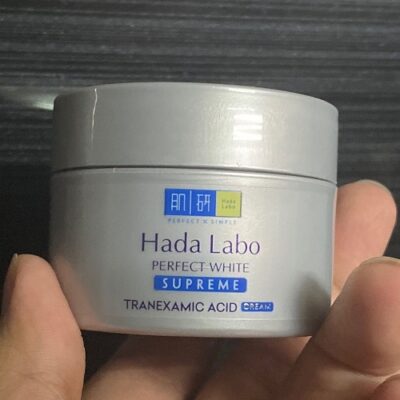 肌 研 Hada Labo
PERFECT × SIMPLE
Hada Labo
PERFECT WHITE
SUPREME
TRANEXAMIC ACID CREAM